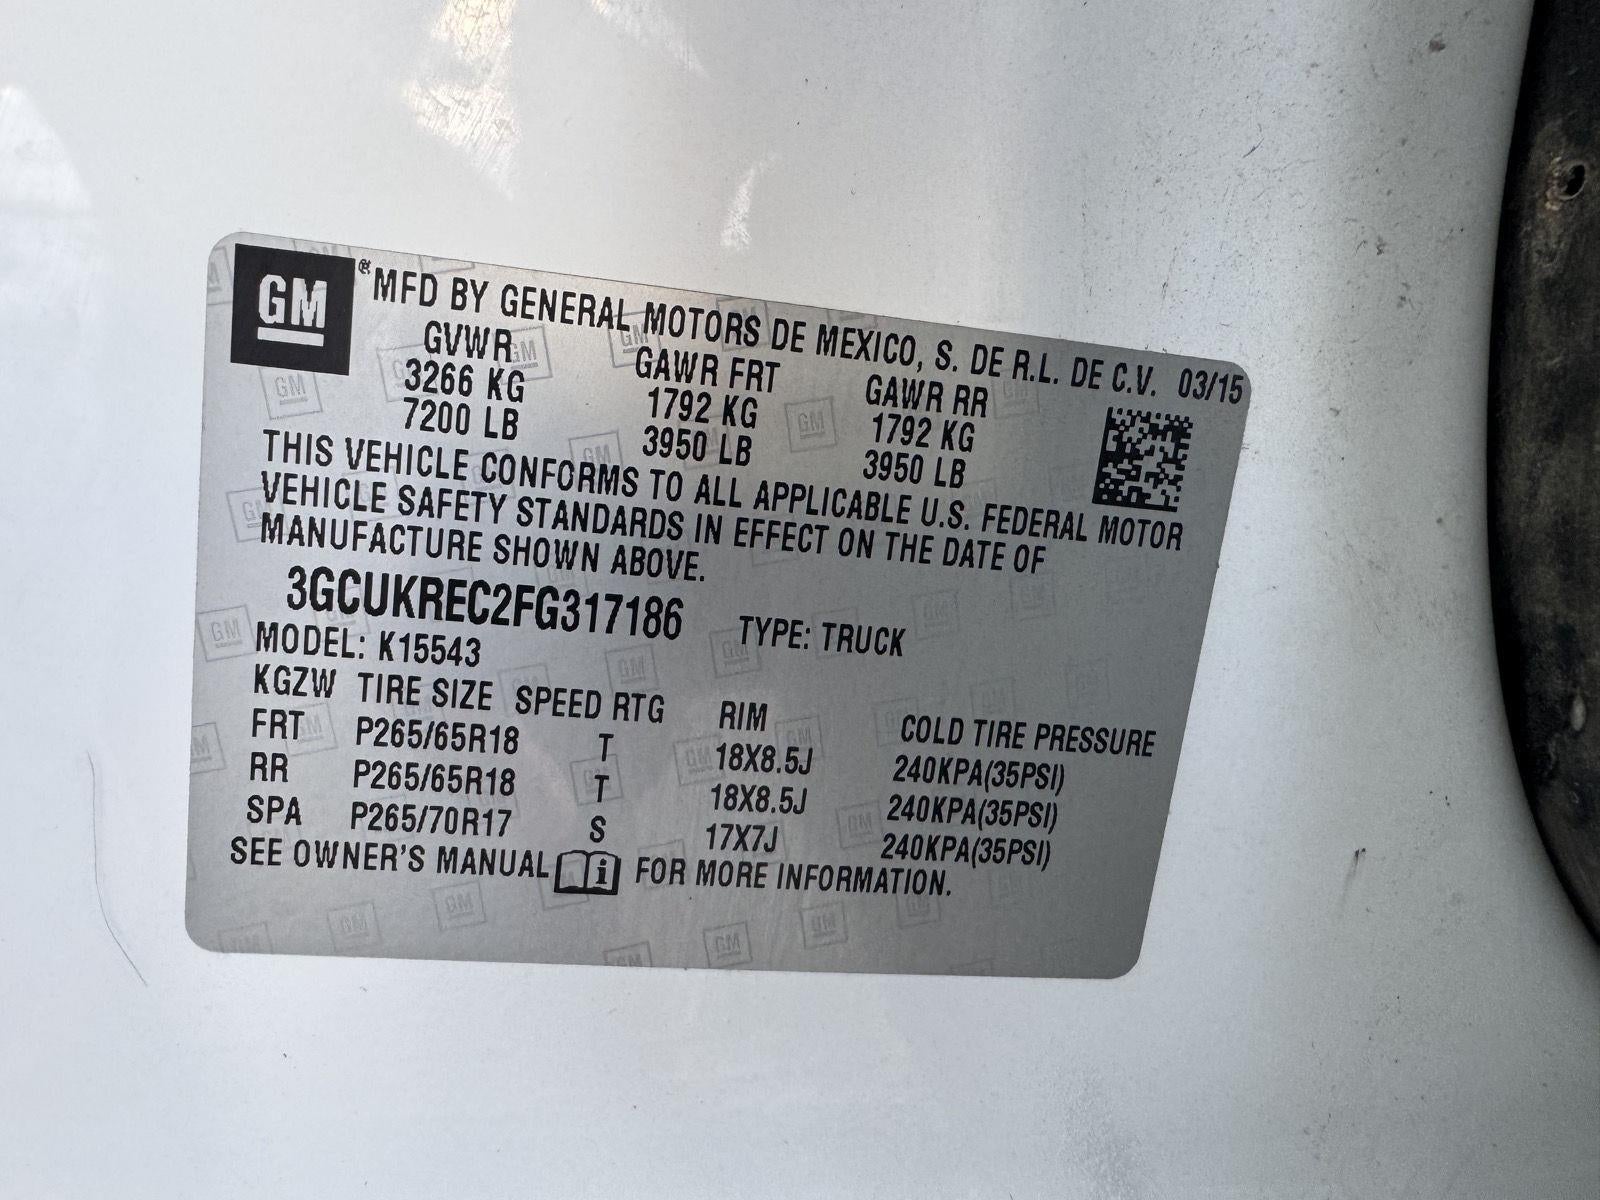 GM ® MFD BY GENERAL MOTORS DE MEXICO, S. DE R.L. DE C.V. 03/15
GVWR GAWR FRT GAWR RR
3266 KG 1792 KG 1792 KG
7200 LB 3950 LB 3950 LB
THIS VEHICLE CONFORMS TO ALL APPLICABLE U.S. FEDERAL MOTOR
VEHICLE SAFETY STANDARDS IN EFFECT ON THE DATE OF
MANUFACTURE SHOWN ABOVE.
3GCUKREC2FG317186 TYPE: TRUCK
MODEL: K15543
KGZW TIRE SIZE SPEED RTG RIM COLD TIRE PRESSURE
FRT P265/65R18 T 18X8.5J 240KPA(35PSI)
RR P265/65R18 T 18X8.5J 240KPA(35PSI)
SPA P265/70R17 S 17X7J 240KPA(35PSI)
SEE OWNER'S MANUAL i FOR MORE INFORMATION.